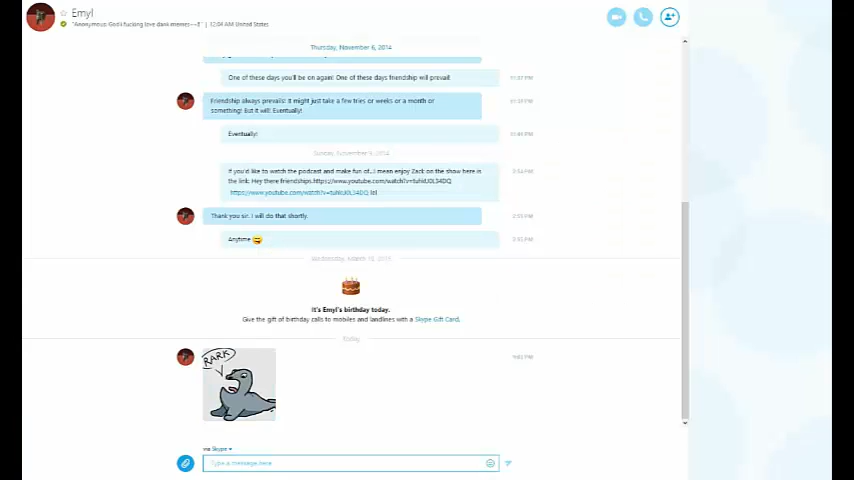 Emyl
"Anonymous: God I fucking love dank memes~~E" | 12:04 AM United States
Thursday, November 6, 2014
One of these days you'll be on again! One of these days friendship will prevail
11:37 PM
Friendship always prevails! It might just take a few tries or weeks or a month or
something! But it will! Eventually!
Eventually!
Sunday, November 9, 2014
If you'd like to watch the podcast and make fun of...I mean enjoy Zack on the show here is
the link: Hey there friendships.
Thank you sir. I will do that shortly.
Anytime
It's Emyl's birthday today.
Give the gift of birthday calls to mobiles and landlines with a Skype Gift Card.
Today
RARK
via Skype
Type a message here